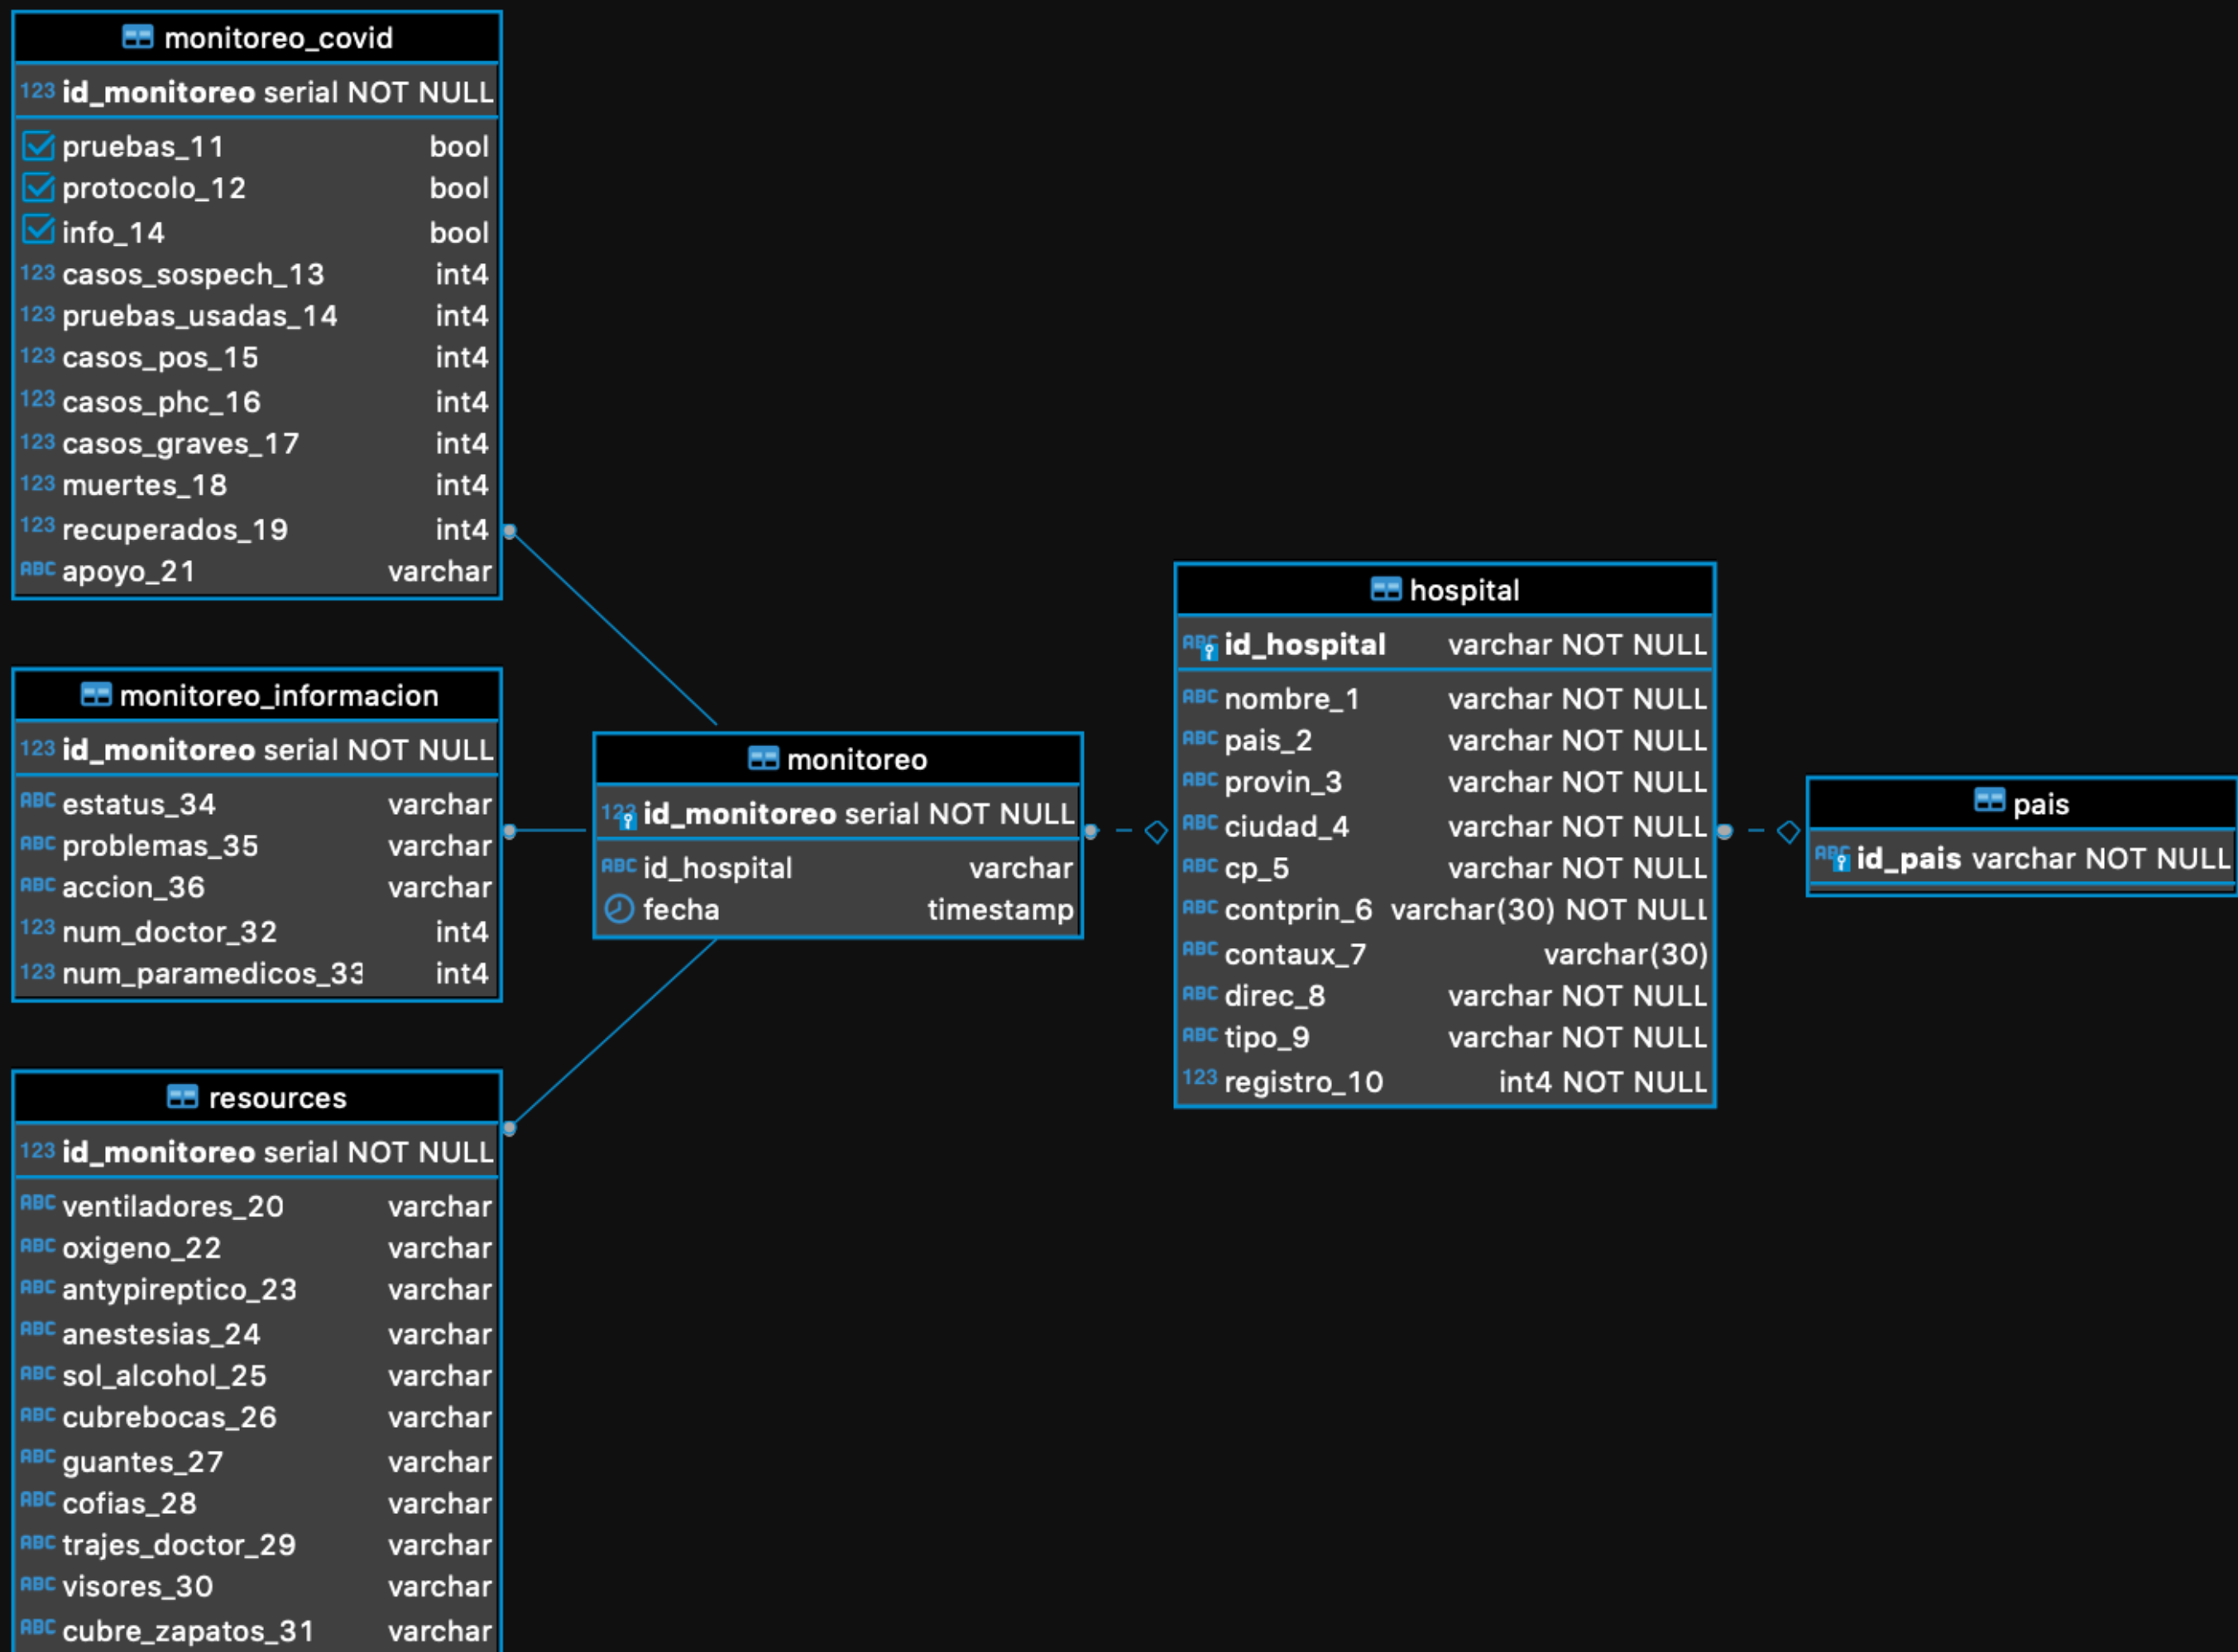 monitoreo_covid
123 id_monitoreo serial NOT NULL
pruebas_11 bool
protocolo_12 bool
info_14 bool
123 casos_sospech_13 int4
123 pruebas_usadas_14 int4
123 casos_pos_15 int4
123 casos_phc_16 int4
123 casos_graves_17 int4
123 muertes_18 int4
123 recuperados_19 int4
ABC apoyo_21 varchar
monitoreo_informacion
123 id_monitoreo serial NOT NULL
ABC estatus_34 varchar
ABC problemas_35 varchar
ABC accion_36 varchar
123 num_doctor_32 int4
123 num_paramedicos_33 int4
resources
123 id_monitoreo serial NOT NULL
ABC ventiladores_20 varchar
ABC oxigeno_22 varchar
ABC antypireptico_23 varchar
ABC anestesias_24 varchar
ABC sol_alcohol_25 varchar
ABC cubrebocas_26 varchar
ABC guantes_27 varchar
ABC cofias_28 varchar
ABC trajes_doctor_29 varchar
ABC visores_30 varchar
ABC cubre_zapatos_31 varchar
monitoreo
123 id_monitoreo serial NOT NULL
ABC id_hospital varchar
fecha timestamp
hospital
ABC id_hospital varchar NOT NULL
ABC nombre_1 varchar NOT NULL
ABC pais_2 varchar NOT NULL
ABC provin_3 varchar NOT NULL
ABC ciudad_4 varchar NOT NULL
ABC cp_5 varchar NOT NULL
ABC contprin_6 varchar(30) NOT NULL
ABC contaux_7 varchar(30)
ABC direc_8 varchar NOT NULL
ABC tipo_9 varchar NOT NULL
123 registro_10 int4 NOT NULL
pais
ABC id_pais varchar NOT NULL